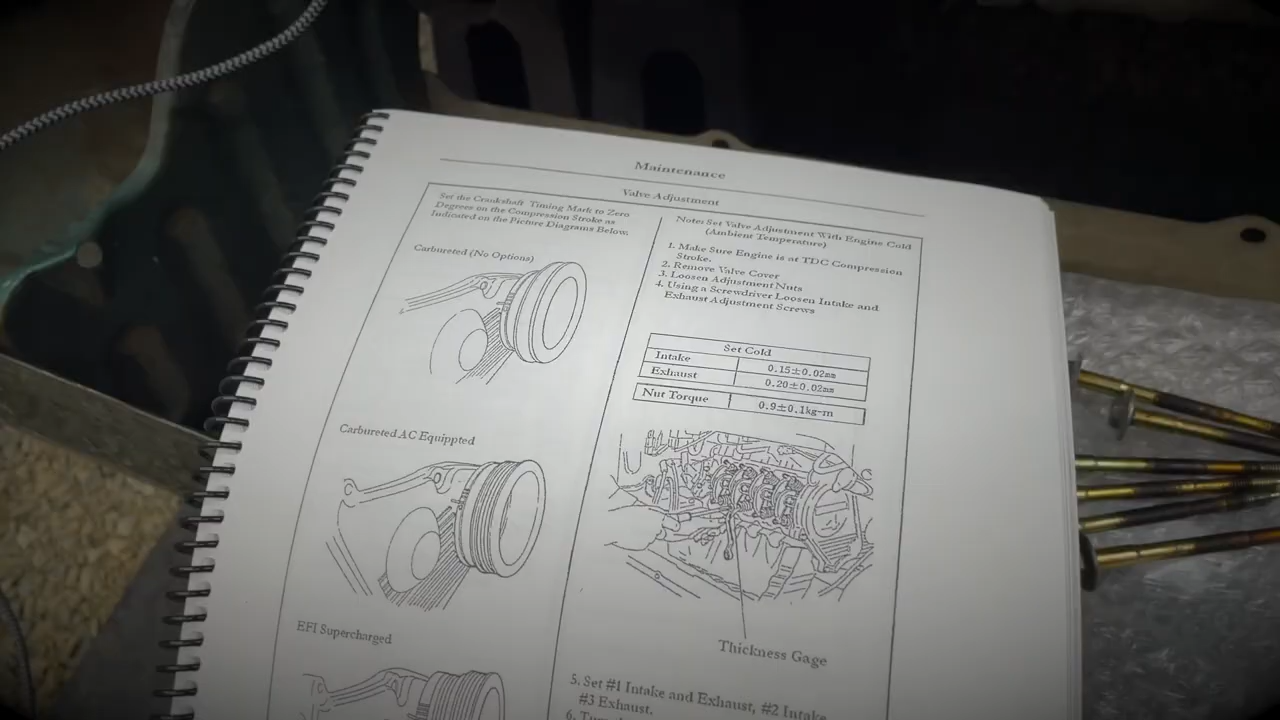 Maintenance
Valve Adjustment
Set the Crankshaft Timing Mark to Zero
Degrees on the Compression Stroke as
Indicated on the Picture Diagrams Below.
Carbureted (No Options)
Carbureted AC Equippted
EFI Supercharged
Note: Set Valve Adjustment With Engine Cold
(Ambient Temperature)
1. Make Sure Engine is at TDC Compression
Stroke.
2. Remove Valve Cover
3. Loosen Adjustment Nuts
4. Using a Screwdriver Loosen Intake and
Exhaust Adjustment Screws
Set Cold
Intake 0.15±0.02mm
Exhaust 0.20±0.02mm
Nut Torque 0.9±0.1kg-m
Thickness Gage
5. Set #1 Intake and Exhaust, #2 Intake
#3 Exhaust.
6.